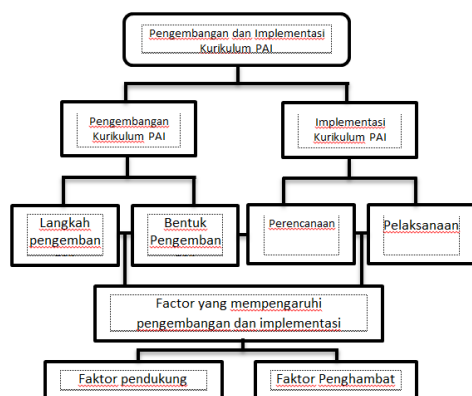 Pengembangan dan Implementasi
Kurikulum PAI
Pengembangan
Kurikulum PAI
Implementasi
Kurikulum PAI
Langkah
pengemban
Bentuk
Pengemban
Perencanaan
Pelaksanaan
Factor yang mempengaruhi
pengembangan dan implementasi
Faktor pendukung
Faktor Penghambat